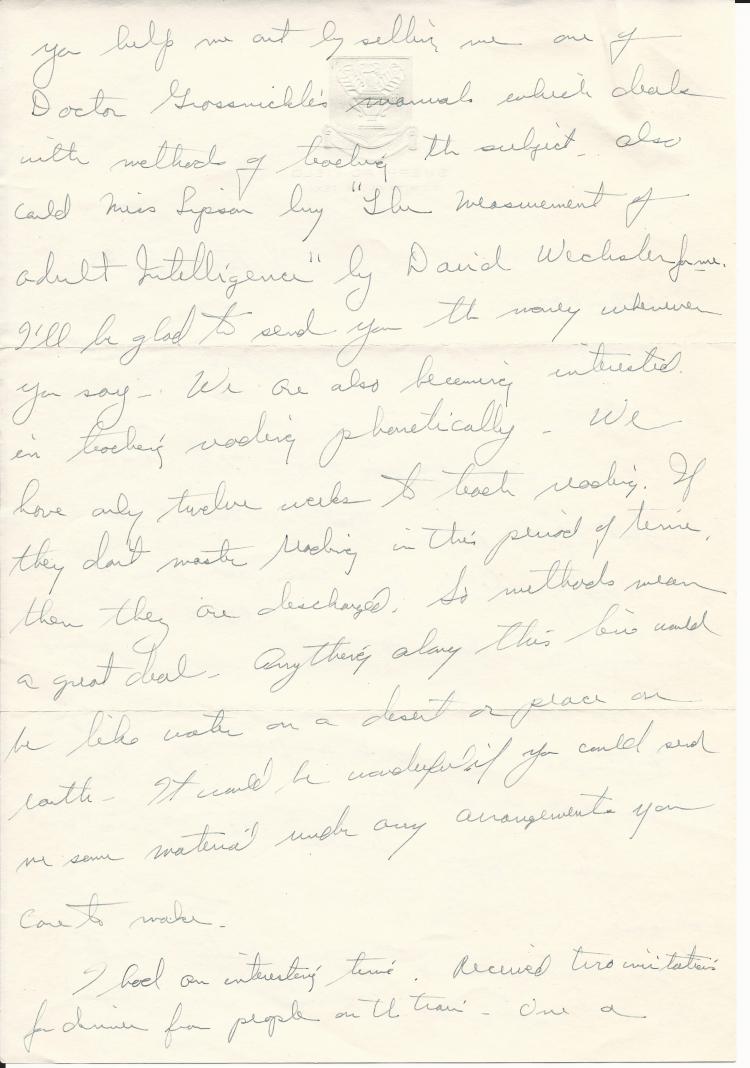 you help me out by selling me one of
Doctor Grossnickle's manuals which deals
with methods of teaching the subject. also
could Miss Lipson buy "The Measurement of
adult Intelligence" by David Wechsler for me.
I'll be glad to send you the money whenever
you say - We are also becoming interested
in teaching reading phonetically - We
have only twelve weeks to teach reading. If
they don't master reading in this period of time,
then they are discharged. So methods mean
a great deal - Anything along this line would
be like water on a desert or peace on
earth - It would be wonderful if you could send
me some material under any arrangements you
care to make -
I had an interesting time. Received two invitations
for dinner from people on the train - One a